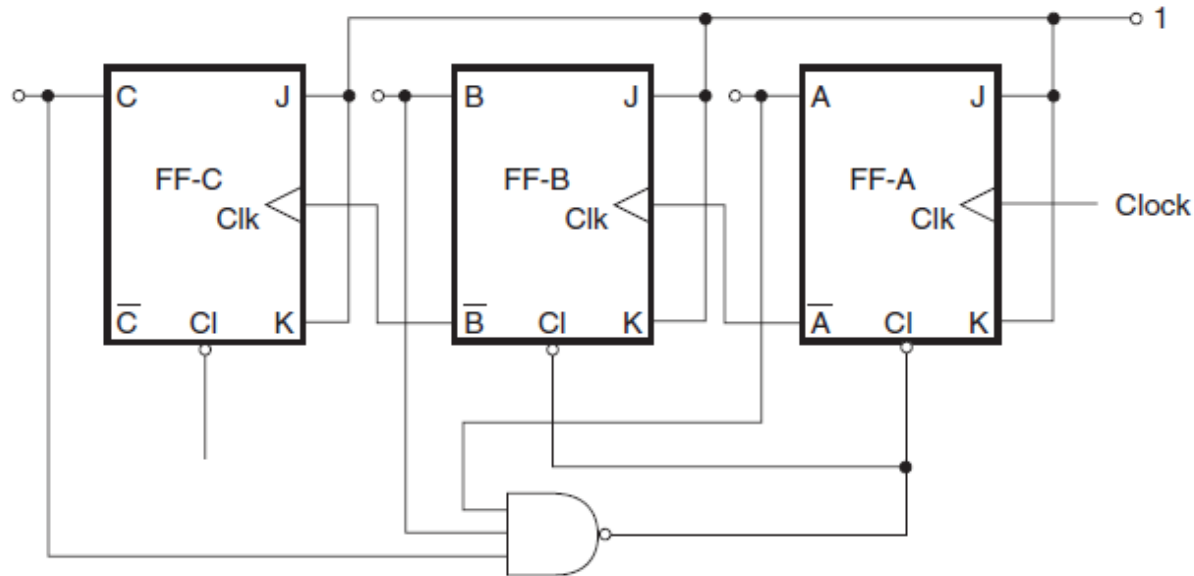 1
C J B J A J
FF-C FF-B FF-A
Clk Clk Clk Clock
C̅ Cl K B̅ Cl K A̅ Cl K